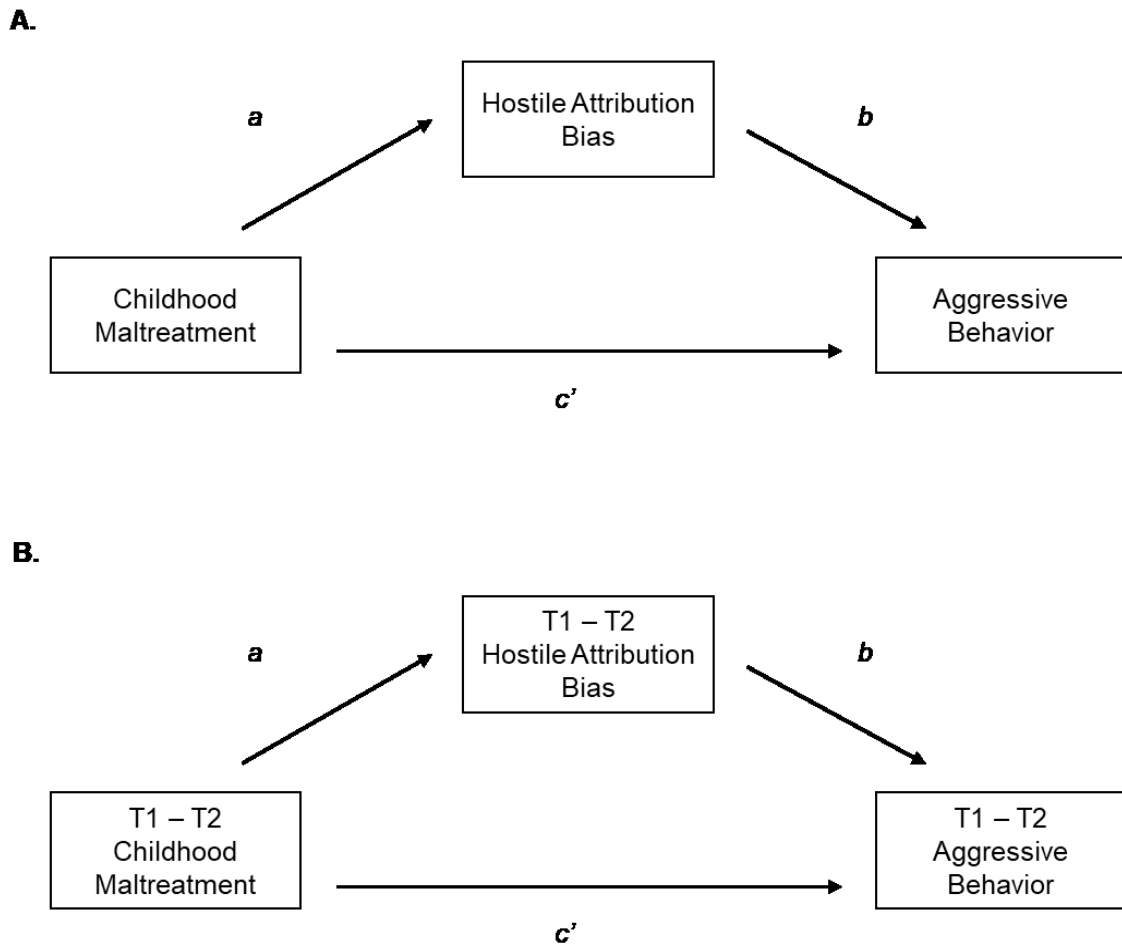 A.
Hostile Attribution
Bias
a
b
Childhood
Maltreatment
Aggressive
Behavior
c’
B.
T1 – T2
Hostile Attribution
Bias
a
b
T1 – T2
Childhood
Maltreatment
T1 – T2
Aggressive
Behavior
c’